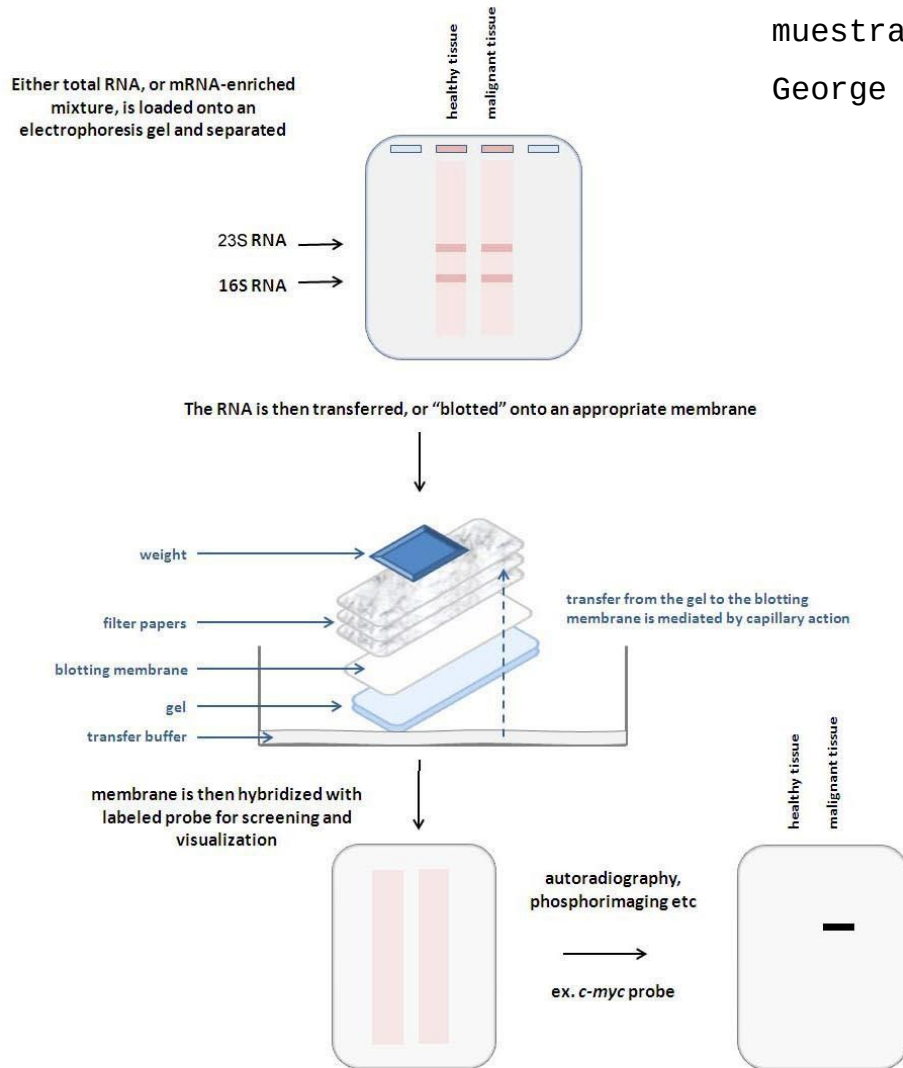 muestra
George
healthy tissue
malignant tissue
Either total RNA, or mRNA-enriched
mixture, is loaded onto an
electrophoresis gel and separated
23S RNA
16S RNA
The RNA is then transferred, or “blotted” onto an appropriate membrane
weight
filter papers
blotting membrane
gel
transfer buffer
transfer from the gel to the blotting
membrane is mediated by capillary action
membrane is then hybridized with
labeled probe for screening and
visualization
autoradiography,
phosphorimaging etc
ex. c-myc probe
healthy tissue
malignant tissue